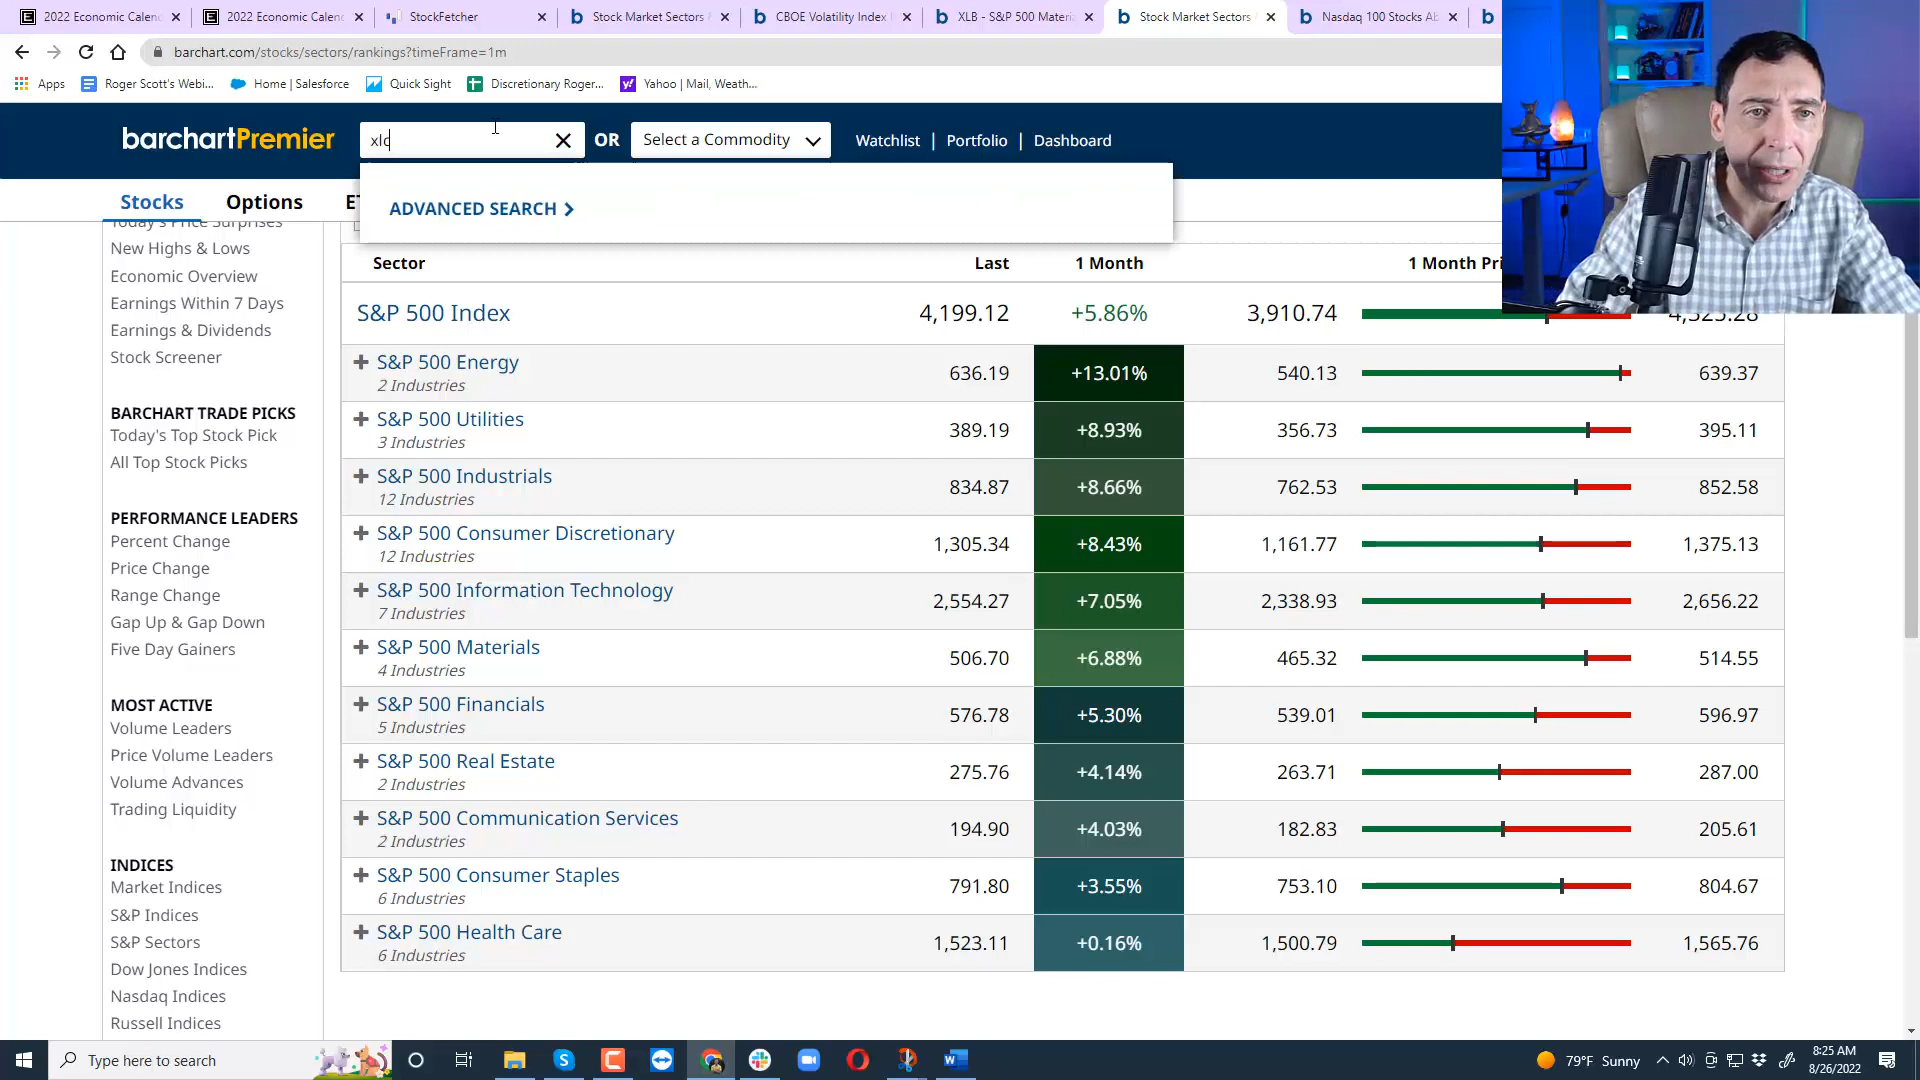 2022 Economic Calen
2022 Economic Calen
StockFetcher
Stock Market Sectors
CBOE Volatility Index
XLB - S&P 500 Materi
Stock Market Sectors
Nasdaq 100 Stocks Al
barchart.com/stocks/sectors/rankings?timeFrame=1m
Apps
Roger Scott's Webi...
Home | Salesforce
Quick Sight
Discretionary Roger...
Yahoo | Mail, Weath...
barchartPremier
xlc
OR
Select a Commodity
Watchlist | Portfolio | Dashboard
Stocks
Options
ADVANCED SEARCH
Today's Price Surprises
New Highs & Lows
Economic Overview
Earnings Within 7 Days
Earnings & Dividends
Stock Screener
BARCHART TRADE PICKS
Today's Top Stock Pick
All Top Stock Picks
PERFORMANCE LEADERS
Percent Change
Price Change
Range Change
Gap Up & Gap Down
Five Day Gainers
MOST ACTIVE
Volume Leaders
Price Volume Leaders
Volume Advances
Trading Liquidity
INDICES
Market Indices
S&P Indices
S&P Sectors
Dow Jones Indices
Nasdaq Indices
Russell Indices
Sector Last 1 Month 1 Month Pri
S&P 500 Index 4,199.12 +5.86% 3,910.74 4,325.28
S&P 500 Energy 636.19 +13.01% 540.13 639.37
2 Industries
S&P 500 Utilities 389.19 +8.93% 356.73 395.11
3 Industries
S&P 500 Industrials 834.87 +8.66% 762.53 852.58
12 Industries
S&P 500 Consumer Discretionary 1,305.34 +8.43% 1,161.77 1,375.13
12 Industries
S&P 500 Information Technology 2,554.27 +7.05% 2,338.93 2,656.22
7 Industries
S&P 500 Materials 506.70 +6.88% 465.32 514.55
4 Industries
S&P 500 Financials 576.78 +5.30% 539.01 596.97
5 Industries
S&P 500 Real Estate 275.76 +4.14% 263.71 287.00
2 Industries
S&P 500 Communication Services 194.90 +4.03% 182.83 205.61
2 Industries
S&P 500 Consumer Staples 791.80 +3.55% 753.10 804.67
6 Industries
S&P 500 Health Care 1,523.11 +0.16% 1,500.79 1,565.76
6 Industries
Type here to search
79°F Sunny
8:25 AM
8/26/2022